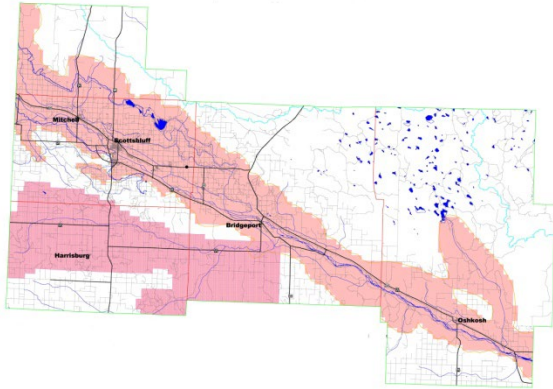 Mitchell
Scottsbluff
Bridgeport
Harrisburg
Oshkosh